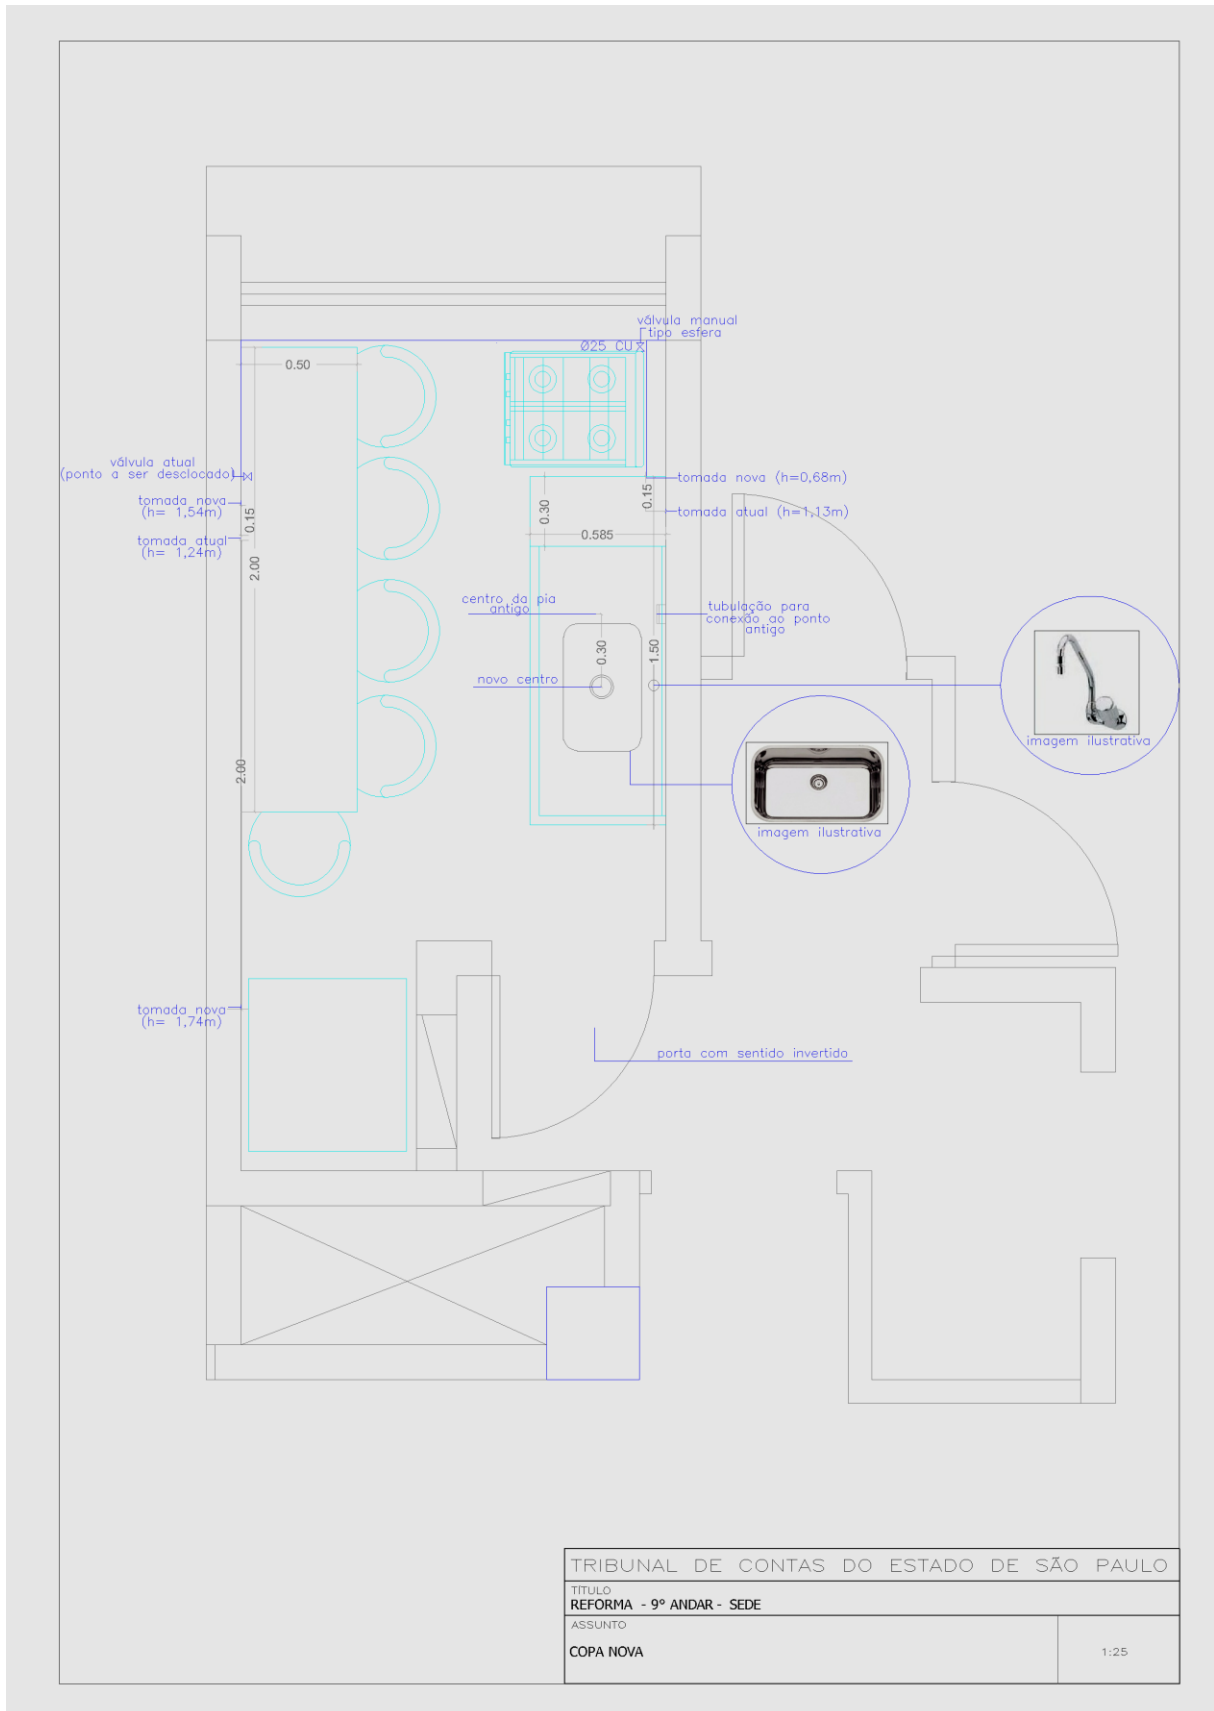 válvula manual
tipo esfera
Ø25 CU
0.50
válvula atual
(ponto a ser desclocado)
tomada nova
(h= 1,54m)
0.15
tomada atual
(h= 1,24m)
2.00
tomada nova (h=0,68m)
0.15
0.30
tomada atual (h=1,13m)
0.585
centro da pia
antigo
tubulação para
conexão ao ponto
antigo
0.30
1.50
novo centro
imagem ilustrativa
2.00
imagem ilustrativa
tomada nova
(h= 1,74m)
porta com sentido invertido
TRIBUNAL DE CONTAS DO ESTADO DE SÃO PAULO
TÍTULO
REFORMA - 9º ANDAR - SEDE
ASSUNTO
COPA NOVA
1:25